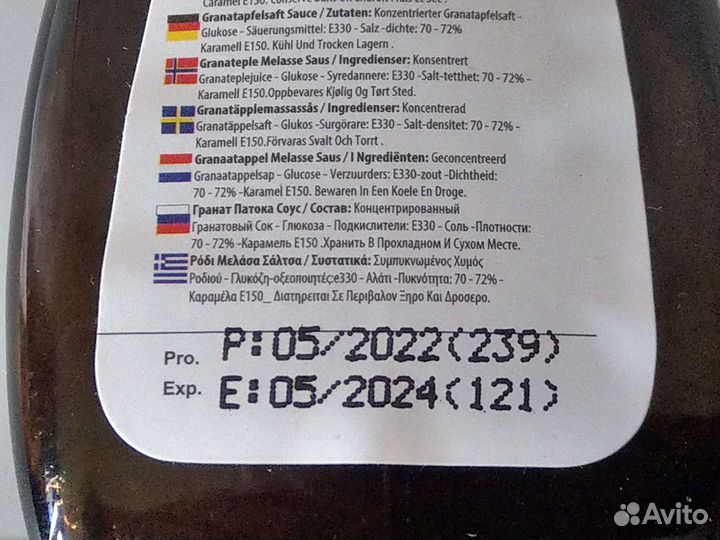 Granatapfelsaft Sauce / Zutaten: Konzentrierter Granatapfelsaft -
Glukose - Säuerungsmittel: E330 - Salz -dichte: 70 - 72%
Karamell E150. Kühl Und Trocken Lagern .
Granateple Melasse Saus / Ingredienser: Konsentrert
Granateplejuice - Glukose - Syredannere: E330 -Salt-tetthet: 70 - 72% -
Karamell E150.Oppbevares Kjølig Og Tørt Sted.
Granatäpplemassassås / Ingredienser: Koncentrerad
Granatäppelsaft - Glukos -Surgörare: E330 - Salt-densitet: 70 - 72% -
Karamell E150.Förvaras Svalt Och Torrt .
Granaatappel Melasse Saus / I Ngrediënten: Geconcentreerd
Granaatappelsap - Glucose - Verzuurders: E330-zout -Dichtheid:
70 - 72% -Karamel E150. Bewaren In Een Koele En Droge.
Гранат Патока Соус / Состав: Концентрированный
Гранатовый Сок - Глюкоза - Подкислители: E330 - Соль -Плотности:
70 - 72% -Карамель E150 .Хранить В Прохладном И Сухом Месте.
Ρόδι Μελάσα Σάλτσα / Συστατικά: Συμπυκνωμένος Χυμός
Ροδιού - Γλυκόζη-οξεοποιητές:e330 - Αλάτι -Πυκνότητα: 70 - 72% -
Καραμέλα E150_ Διατηρειται Σε Περιβαλον Ξηρο Και Δροσερο.
Pro. P:05/2022(239)
Exp. E:05/2024(121)
Avito